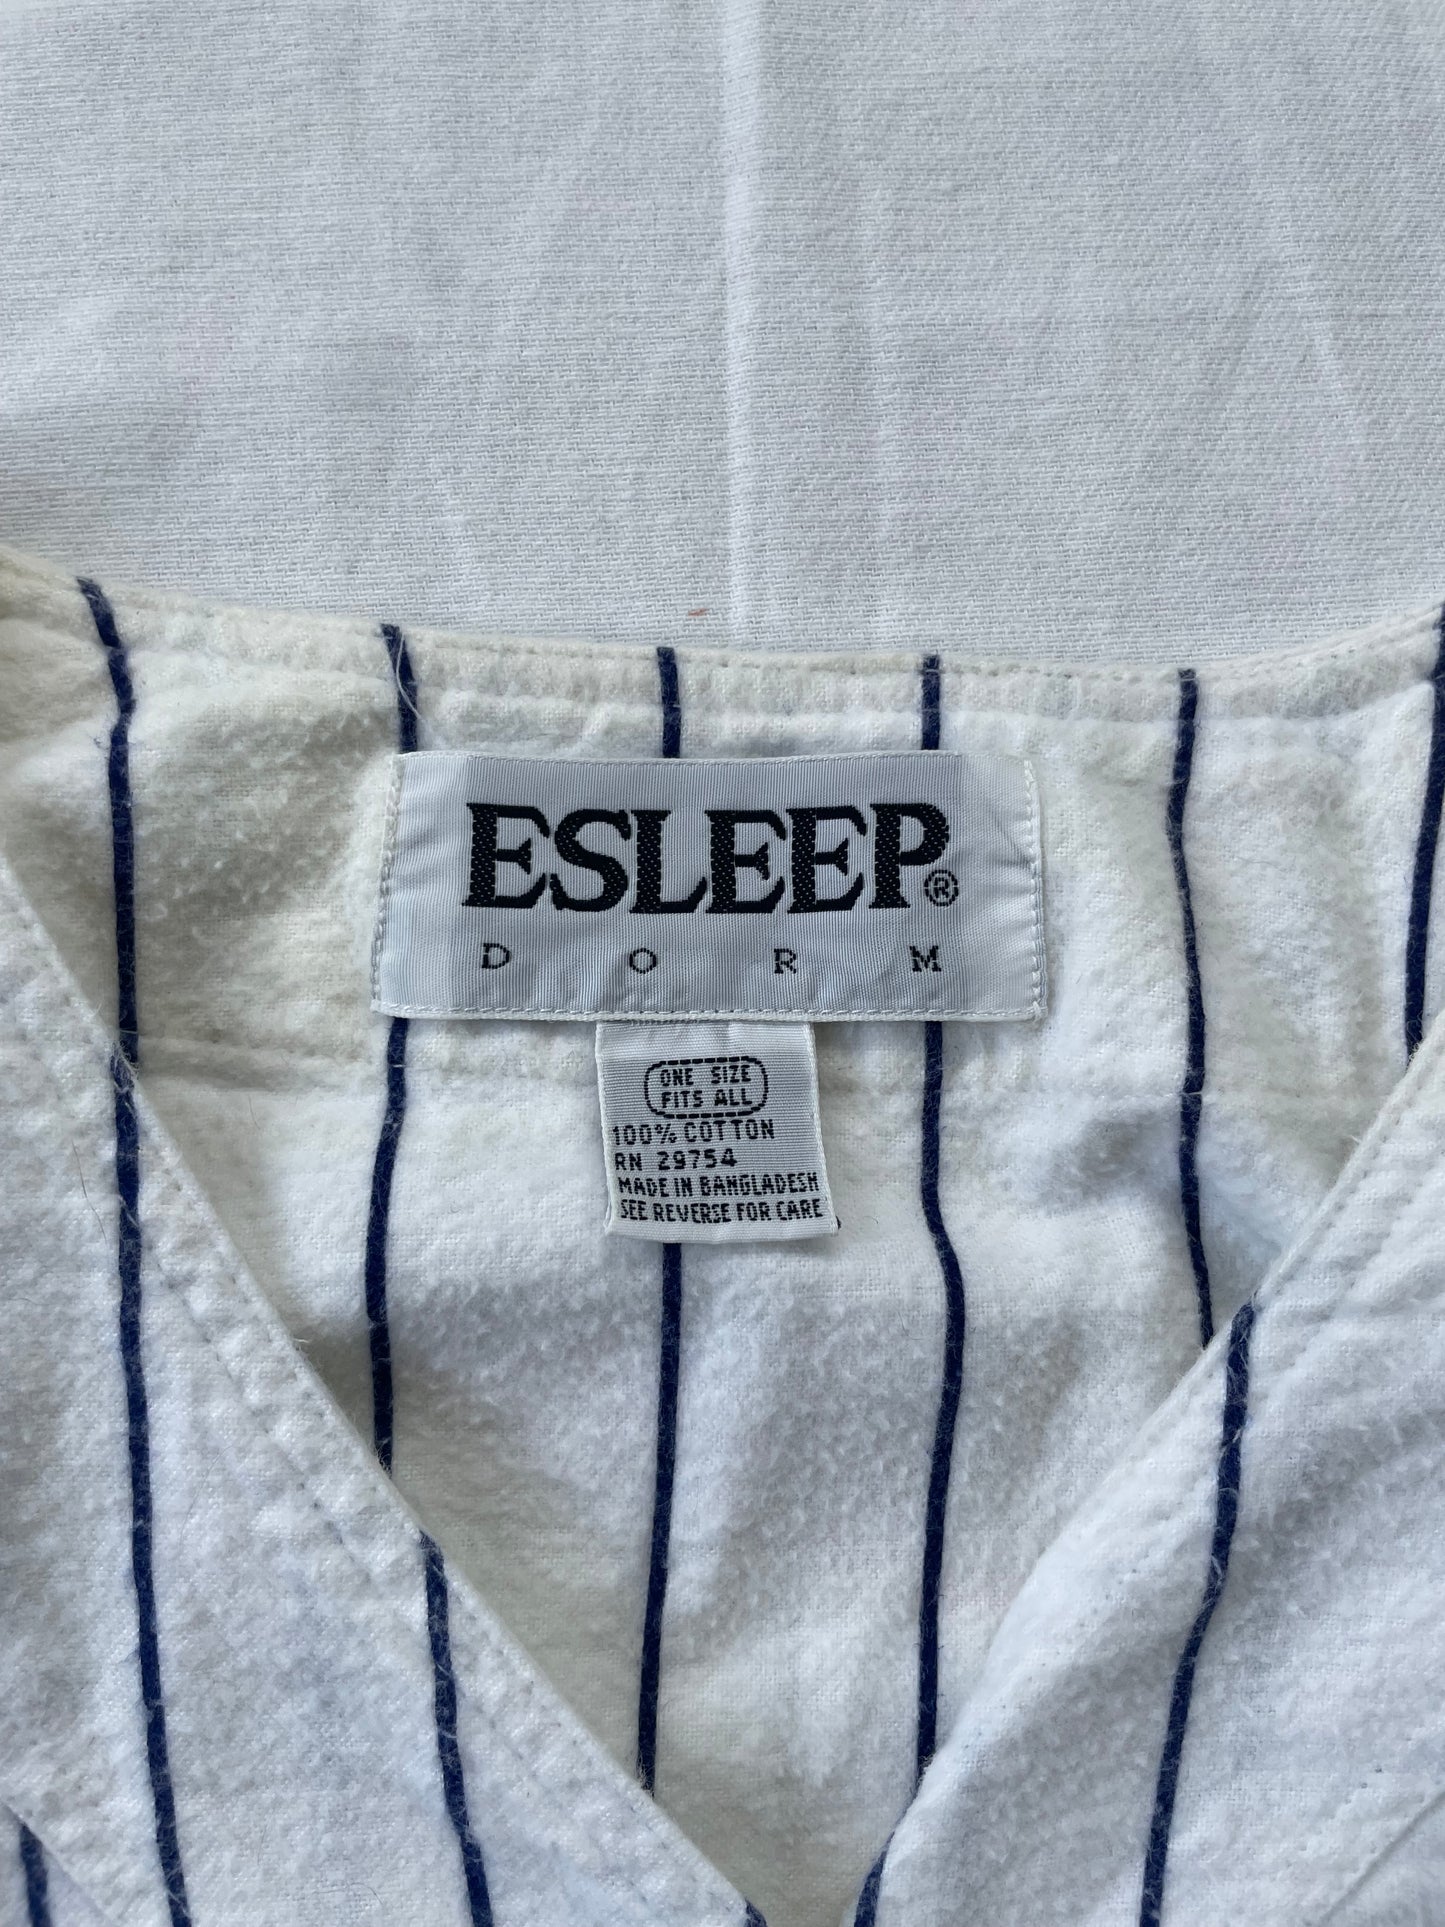 ESLEEP®
DORM
ONE SIZE
FITS ALL
100% COTTON
RN 29754
MADE IN BANGLADESH
SEE REVERSE FOR CARE